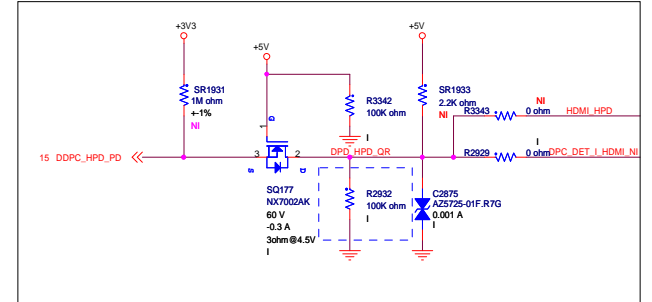 +3V3
+5V
+5V
SR1931
1M ohm
+-1%
NI
R3342
100K ohm
I
SR1933
2.2K ohm
NI
R3343
NI
0 ohm
HDMI_HPD
G
1
15 DDPC_HPD_PD
3
2
S
D
DPD_HPD_QR
R2929
I
0 ohm
DPC_DET_I_HDMI_NI
SQ177
NX7002AK
60 V
-0.3 A
3ohm@4.5V
I
R2932
100K ohm
I
C2875
AZ5725-01F.R7G
0.001 A
I